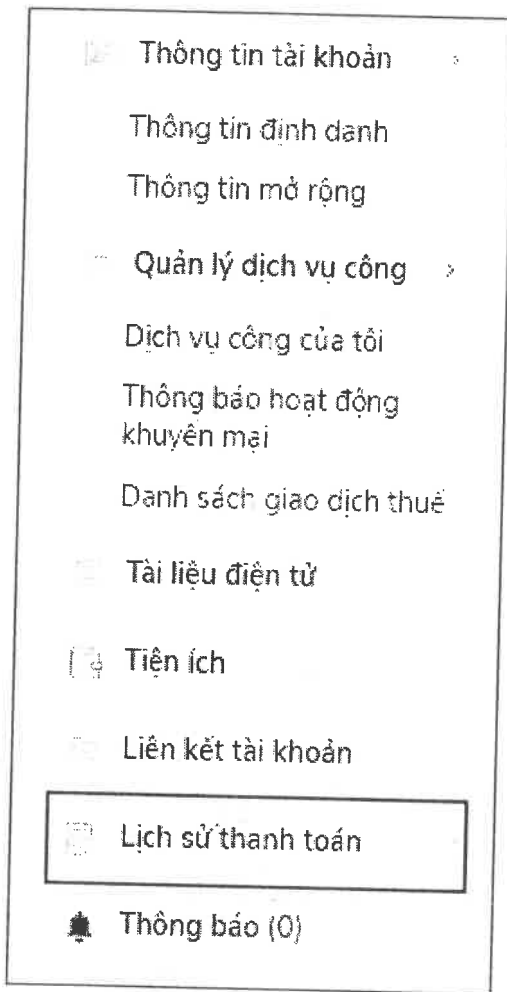 Thông tin tài khoản
Thông tin định danh
Thông tin mở rộng
Quản lý dịch vụ công
Dịch vụ công của tôi
Thông báo hoạt động
khuyến mại
Danh sách giao dịch thuế
Tài liệu điện tử
Tiện ích
Liên kết tài khoản
Lịch sử thanh toán
Thông báo (0)